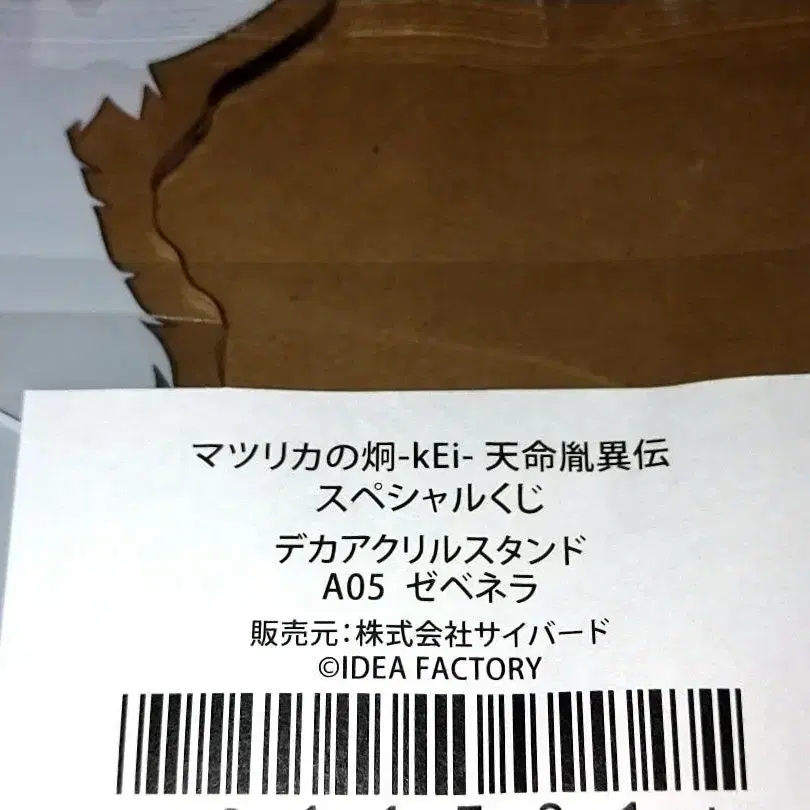 マツリカの炯-kEi- 天命胤異伝
スペシャルくじ
デカアクリルスタンド
A05 ゼベネラ
販売元：株式会社サイバード
©IDEA FACTORY